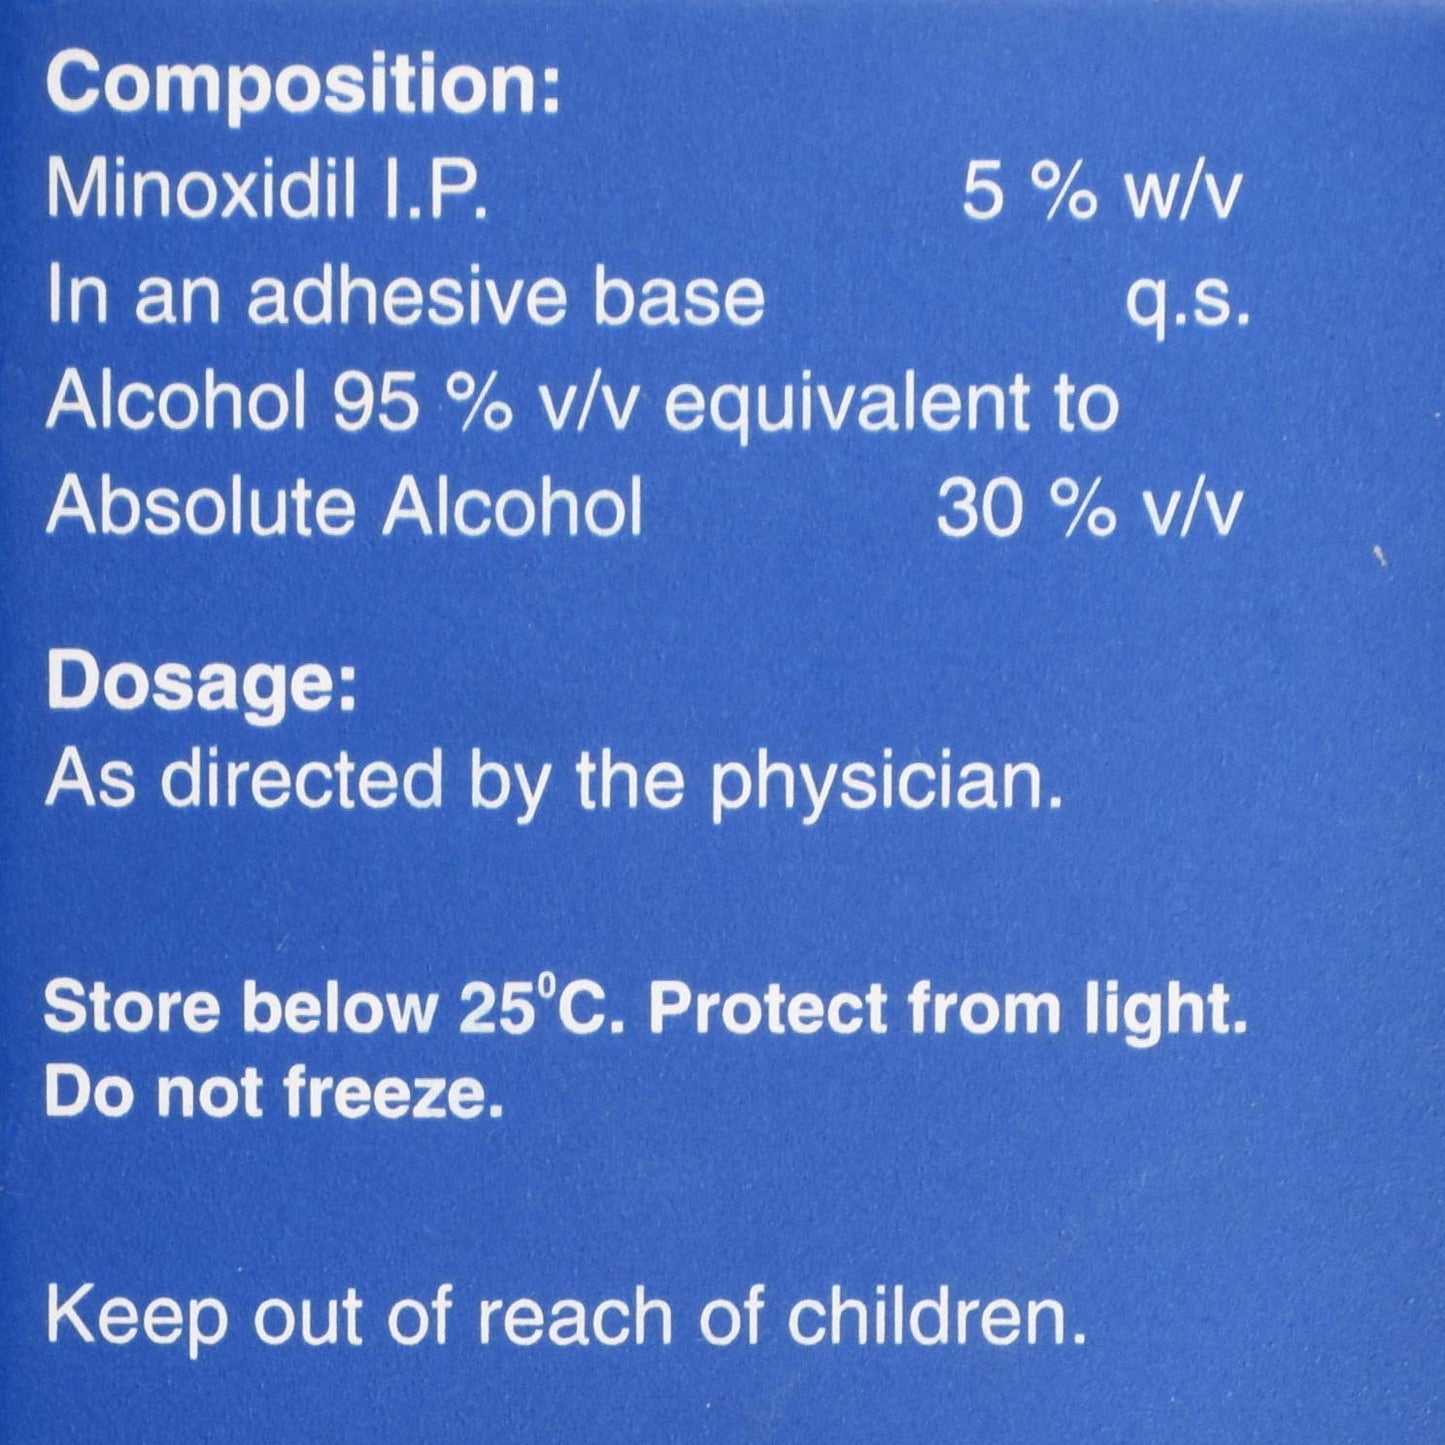 Composition:
Minoxidil I.P. 5 % w/v
In an adhesive base q.s.
Alcohol 95 % v/v equivalent to
Absolute Alcohol 30 % v/v
Dosage:
As directed by the physician.
Store below 25⁰C. Protect from light.
Do not freeze.
Keep out of reach of children.